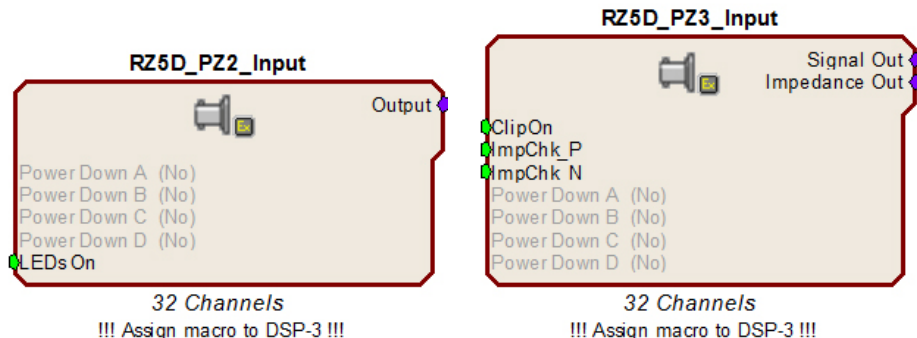 RZ5D_PZ2_Input
Output
Power Down A (No)
Power Down B (No)
Power Down C (No)
Power Down D (No)
LEDs On
32 Channels
!!! Assign macro to DSP-3 !!!
RZ5D_PZ3_Input
Signal Out
Impedance Out
ClipOn
ImpChk_P
ImpChk_N
Power Down A (No)
Power Down B (No)
Power Down C (No)
Power Down D (No)
32 Channels
!!! Assign macro to DSP-3 !!!